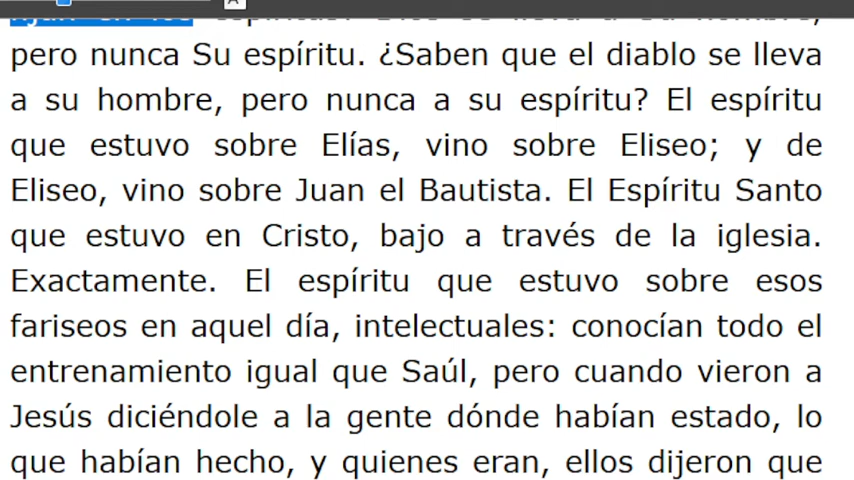 pero nunca Su espíritu. ¿Saben que el diablo se lleva
a su hombre, pero nunca a su espíritu? El espíritu
que estuvo sobre Elías, vino sobre Eliseo; y de
Eliseo, vino sobre Juan el Bautista. El Espíritu Santo
que estuvo en Cristo, bajo a través de la iglesia.
Exactamente. El espíritu que estuvo sobre esos
fariseos en aquel día, intelectuales: conocían todo el
entrenamiento igual que Saúl, pero cuando vieron a
Jesús diciéndole a la gente dónde habían estado, lo
que habían hecho, y quienes eran, ellos dijeron que